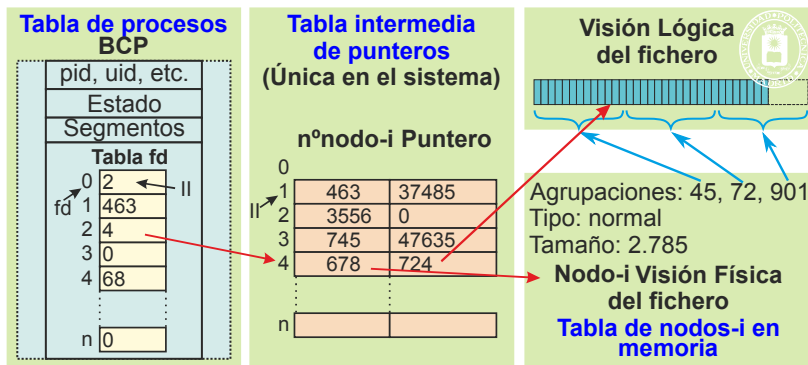 Tabla de procesos
BCP
pid, uid, etc.
Estado
Segmentos
Tabla fd
fd
0 2
II
1 463
2 4
3 0
4 68
n 0
Tabla intermedia
de punteros
(Única en el sistema)
nºnodo-i Puntero
0
II
1 463 37485
2 3556 0
3 745 47635
4 678 724
n
Visión Lógica
del fichero
Agrupaciones: 45, 72, 901
Tipo: normal
Tamaño: 2.785
Nodo-i Visión Física
del fichero
Tabla de nodos-i en
memoria